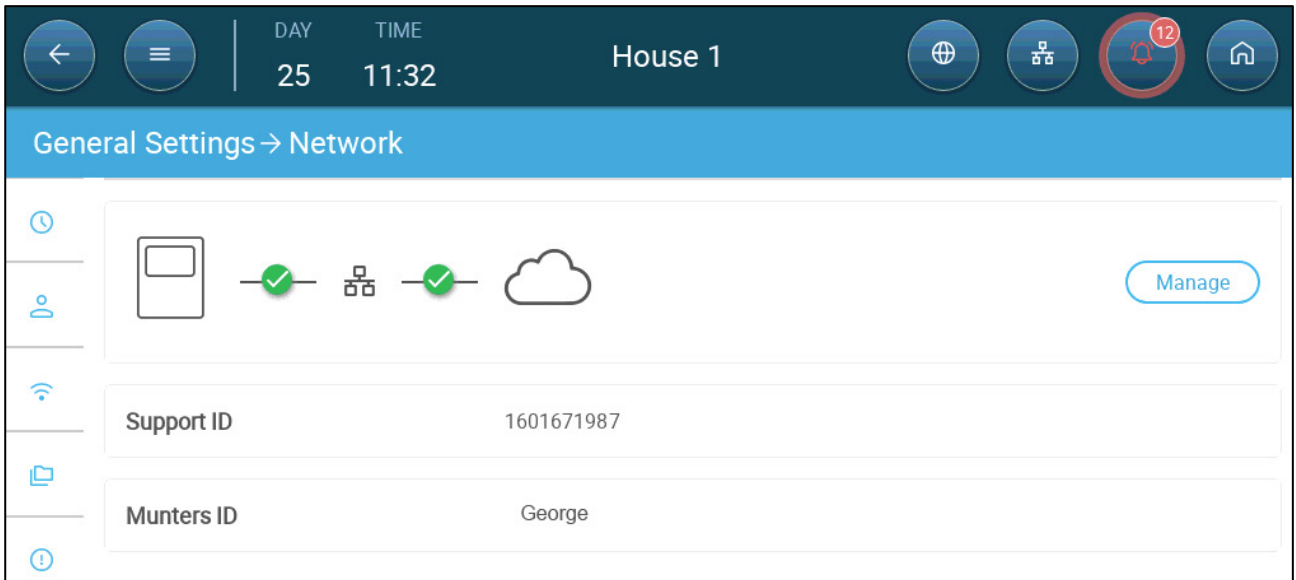 DAY TIME
25 11:32
House 1
12
General Settings → Network
Manage
Support ID 1601671987
Munters ID George